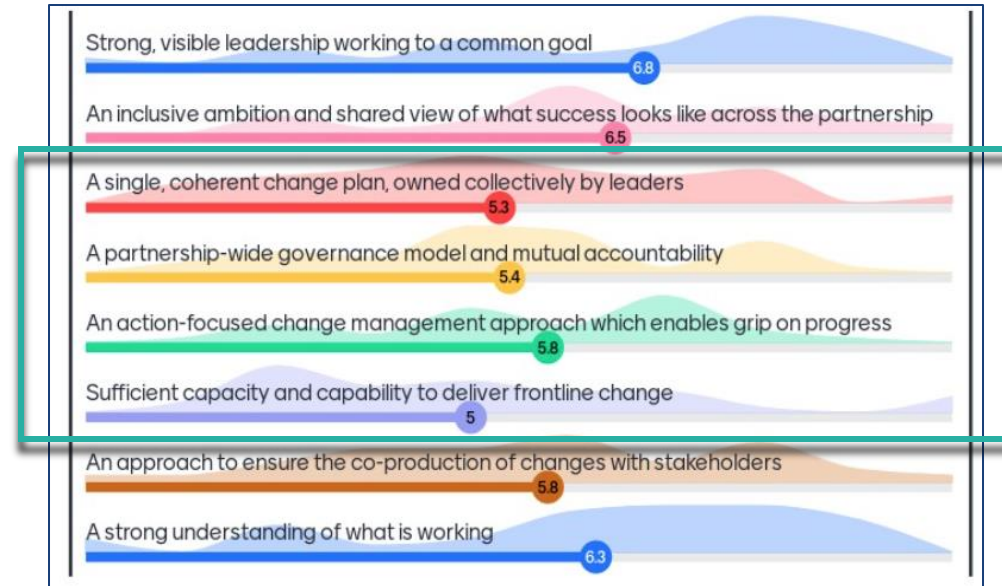 Strong, visible leadership working to a common goal
6.8
An inclusive ambition and shared view of what success looks like across the partnership
6.5
A single, coherent change plan, owned collectively by leaders
5.3
A partnership-wide governance model and mutual accountability
5.4
An action-focused change management approach which enables grip on progress
5.8
Sufficient capacity and capability to deliver frontline change
5
An approach to ensure the co-production of changes with stakeholders
5.8
A strong understanding of what is working
6.3